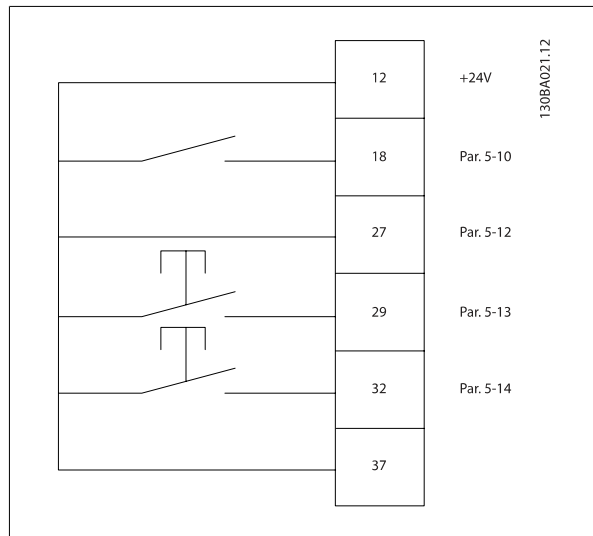 12 +24V
18 Par. 5-10
27 Par. 5-12
29 Par. 5-13
32 Par. 5-14
37
130BA021.12